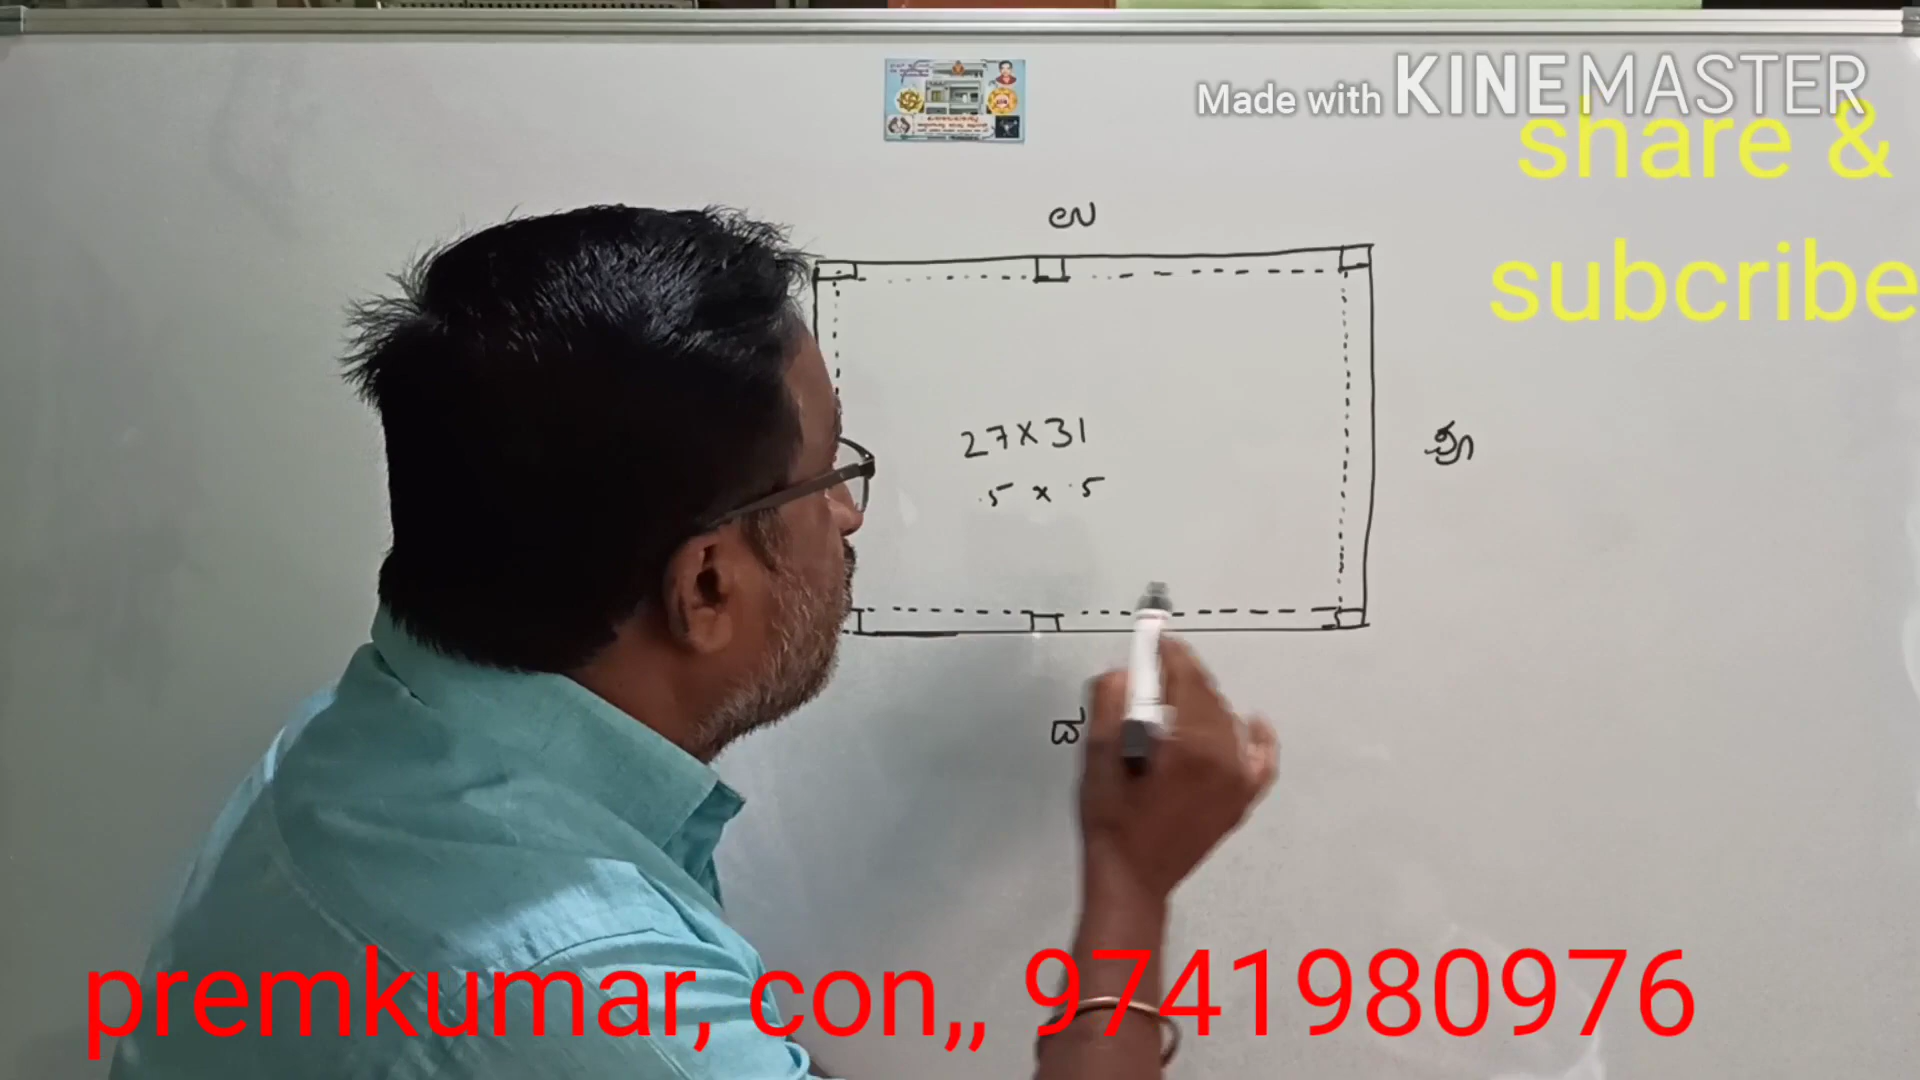 Made with KINEMASTER
share &
subcribe
ಉ
27x31
ಪೂ
.5 x .5
ದ
premkumar, con,, 9741980976